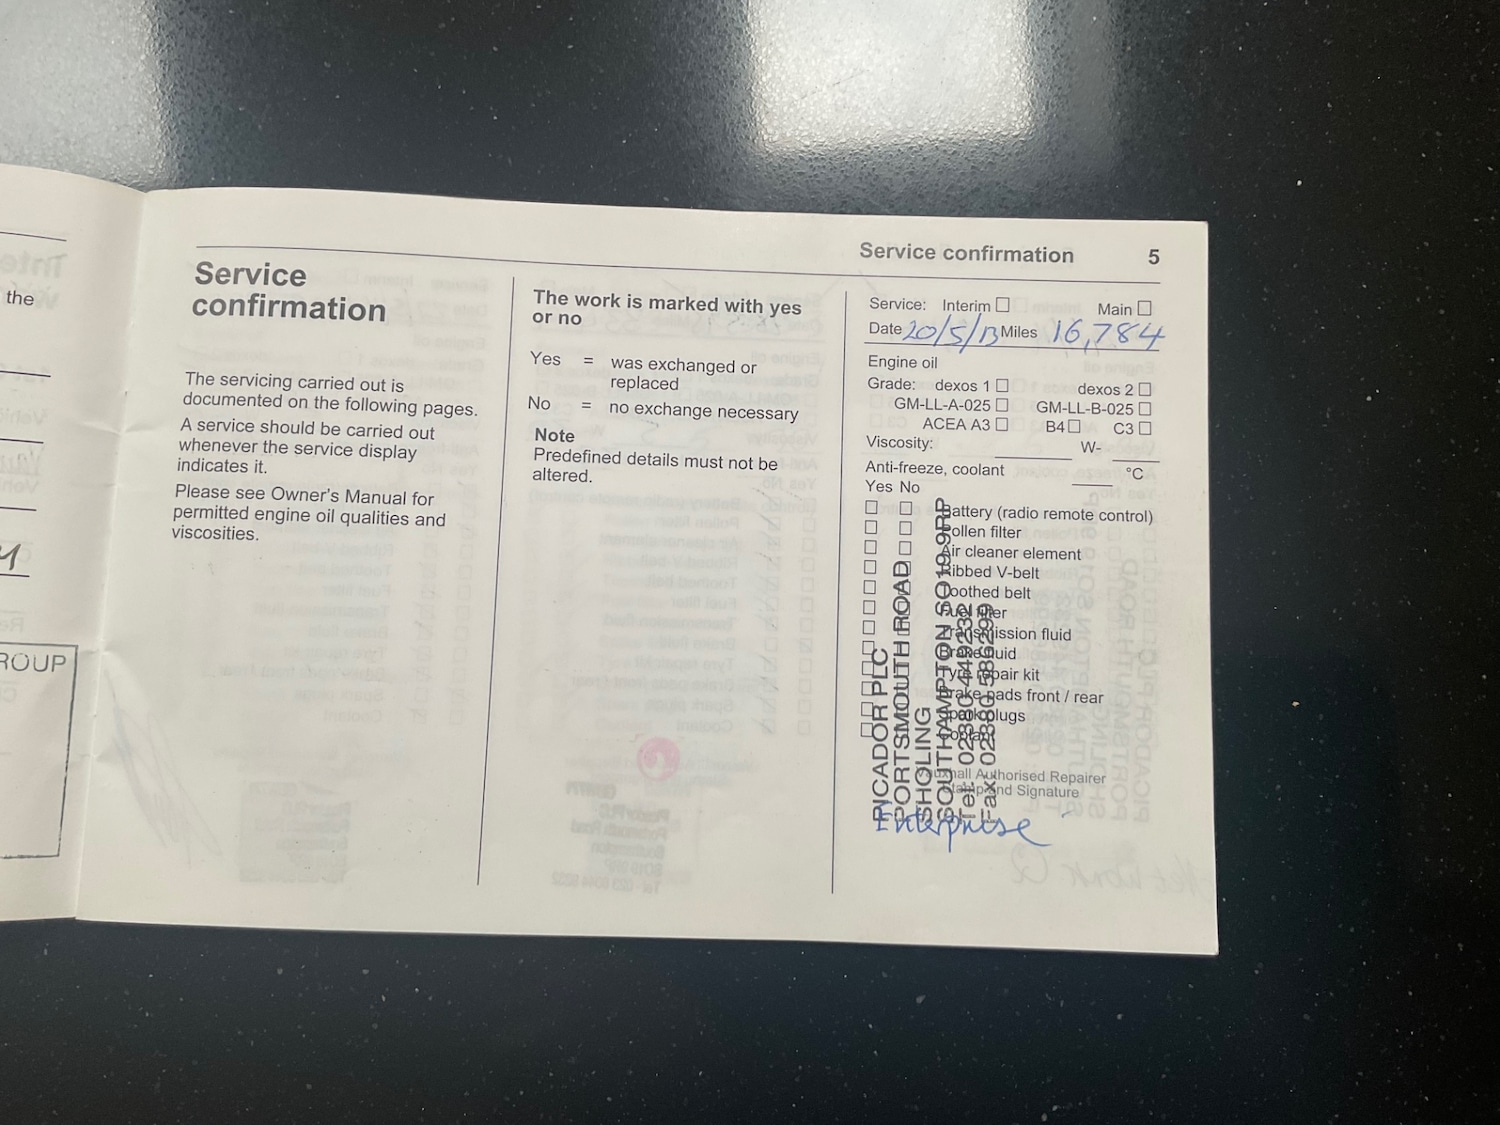 the
ROUP
Service confirmation 5
Service
confirmation
The servicing carried out is
documented on the following pages.
A service should be carried out
whenever the service display
indicates it.
Please see Owner's Manual for
permitted engine oil qualities and
viscosities.
The work is marked with yes
or no
Yes = was exchanged or
replaced
No = no exchange necessary
Note
Predefined details must not be
altered.
Service: Interim □ Main □
Date 20/5/13 Miles 16,784
Engine oil
Grade: dexos 1 □ dexos 2 □
GM-LL-A-025 □ GM-LL-B-025 □
ACEA A3 □ B4 □ C3 □
Viscosity: W-
Anti-freeze, coolant °C
Yes No
□ □ Battery (radio remote control)
□ □ Pollen filter
□ □ Air cleaner element
□ □ Ribbed V-belt
□ □ Toothed belt
□ □ Fuel filter
□ □ Transmission fluid
□ □ Brake fluid
□ □ Tyre repair kit
□ □ Brake pads front / rear
□ □ Spark plugs
□ □ Coolant
Vauxhall Authorised Repairer
Stamp and Signature
PICADOR PLC
PORTSMOUTH ROAD
SHOLING
SOUTHAMPTON SO19 9RP
Tel: 02380 449232
Fax: 02380 585299
Enterprise